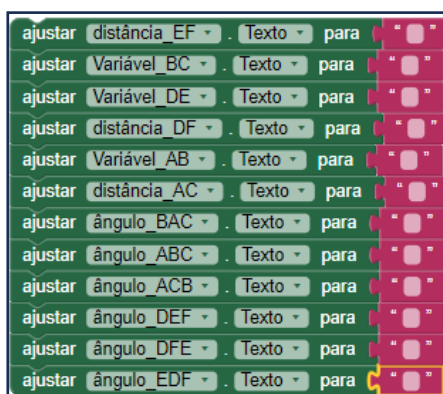 ajustar distância_EF . Texto para “ ”
ajustar Variável_BC . Texto para “ ”
ajustar Variável_DE . Texto para “ ”
ajustar distância_DF . Texto para “ ”
ajustar Variável_AB . Texto para “ ”
ajustar distância_AC . Texto para “ ”
ajustar ângulo_BAC . Texto para “ ”
ajustar ângulo_ABC . Texto para “ ”
ajustar ângulo_ACB . Texto para “ ”
ajustar ângulo_DEF . Texto para “ ”
ajustar ângulo_DFE . Texto para “ ”
ajustar ângulo_EDF . Texto para “ ”